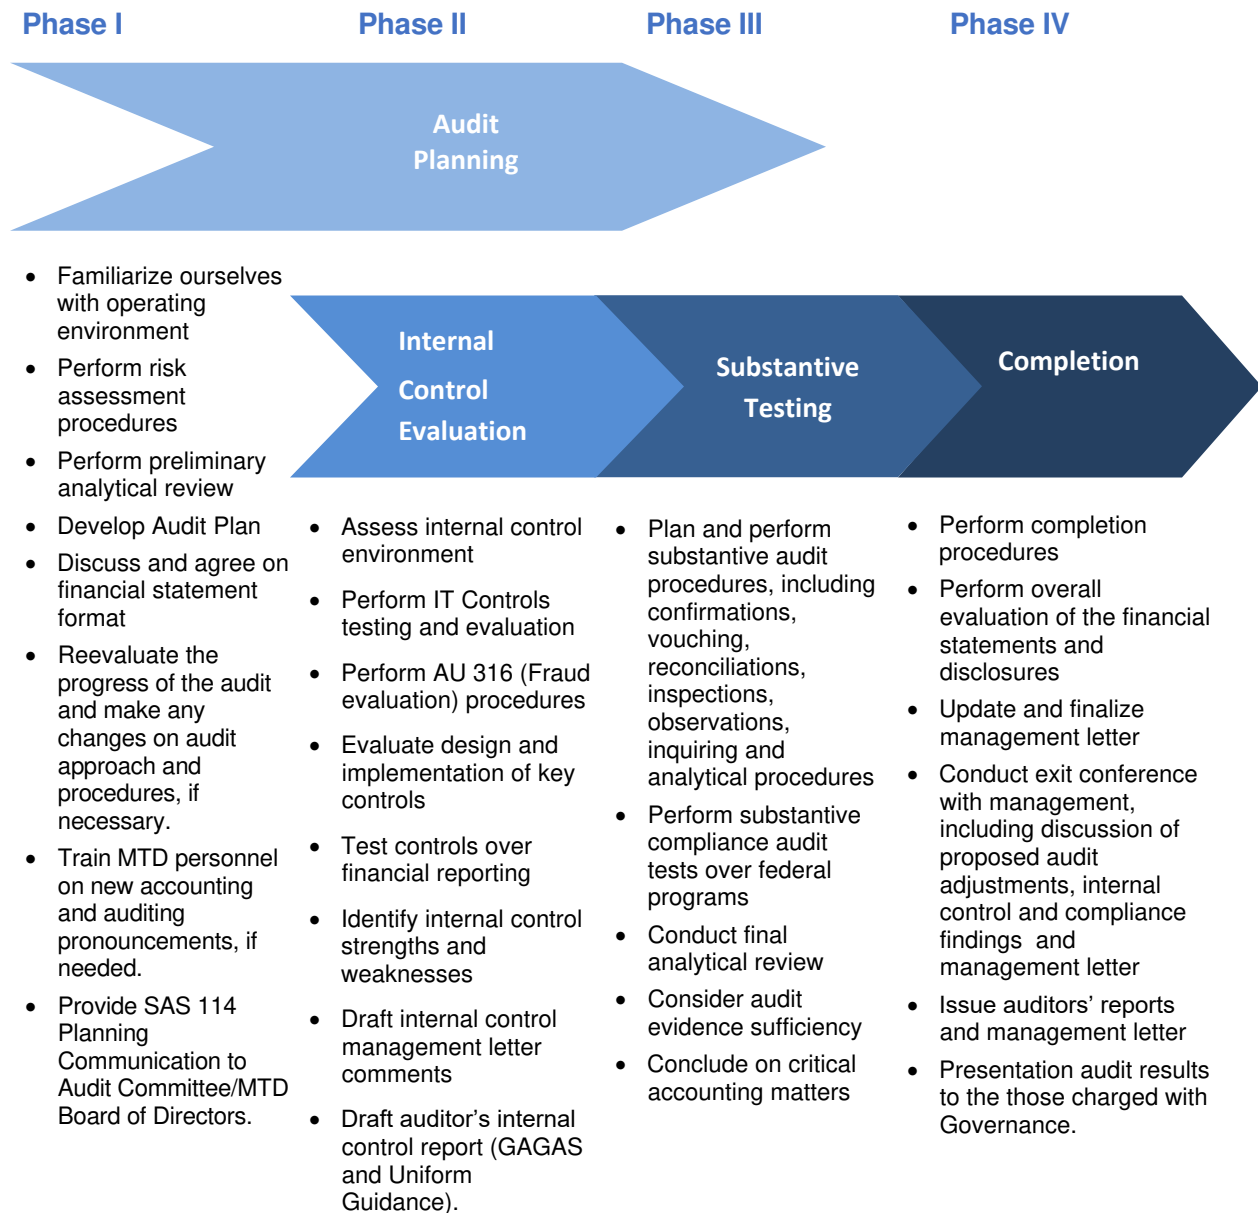 Phase I
Phase II
Phase III
Phase IV
Audit
Planning
• Familiarize ourselves
with operating
environment
• Perform risk
assessment
procedures
• Perform preliminary
analytical review
• Develop Audit Plan
• Discuss and agree on
financial statement
format
• Reevaluate the
progress of the audit
and make any
changes on audit
approach and
procedures, if
necessary.
• Train MTD personnel
on new accounting
and auditing
pronouncements, if
needed.
• Provide SAS 114
Planning
Communication to
Audit Committee/MTD
Board of Directors.
Internal
Control
Evaluation
• Assess internal control
environment
• Perform IT Controls
testing and evaluation
• Perform AU 316 (Fraud
evaluation) procedures
• Evaluate design and
implementation of key
controls
• Test controls over
financial reporting
• Identify internal control
strengths and
weaknesses
• Draft internal control
management letter
comments
• Draft auditor's internal
control report (GAGAS
and Uniform
Guidance).
Substantive
Testing
• Plan and perform
substantive audit
procedures, including
confirmations,
vouching,
reconciliations,
inspections,
observations,
inquiring and
analytical procedures
• Perform substantive
compliance audit
tests over federal
programs
• Conduct final
analytical review
• Consider audit
evidence sufficiency
• Conclude on critical
accounting matters
Completion
• Perform completion
procedures
• Perform overall
evaluation of the financial
statements and
disclosures
• Update and finalize
management letter
• Conduct exit conference
with management,
including discussion of
proposed audit
adjustments, internal
control and compliance
findings and
management letter
• Issue auditors' reports
and management letter
• Presentation audit results
to the those charged with
Governance.